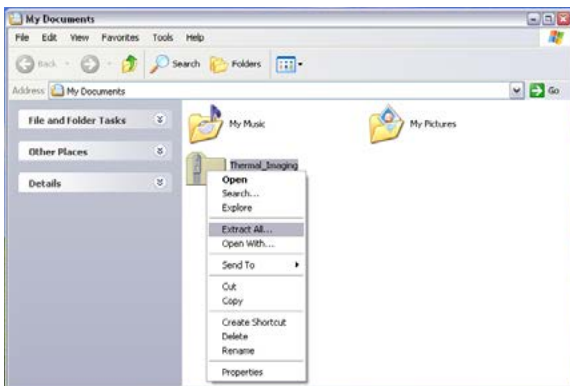 My Documents
File Edit View Favorites Tools Help
Back Search Folders
Address My Documents Go
File and Folder Tasks
Other Places
Details
My Music
My Pictures
Thermal_Imaging
Open
Search...
Explore
Extract All...
Open With...
Send To
Cut
Copy
Create Shortcut
Delete
Rename
Properties